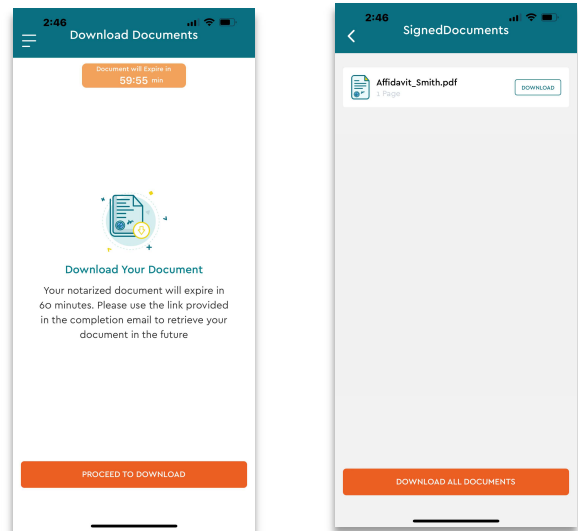 2:46
Download Documents
Document will Expire in
59:55 min
Download Your Document
Your notarized document will expire in
60 minutes. Please use the link provided
in the completion email to retrieve your
document in the future
PROCEED TO DOWNLOAD
2:46
SignedDocuments
Affidavit_Smith.pdf
1 Page
DOWNLOAD
DOWNLOAD ALL DOCUMENTS